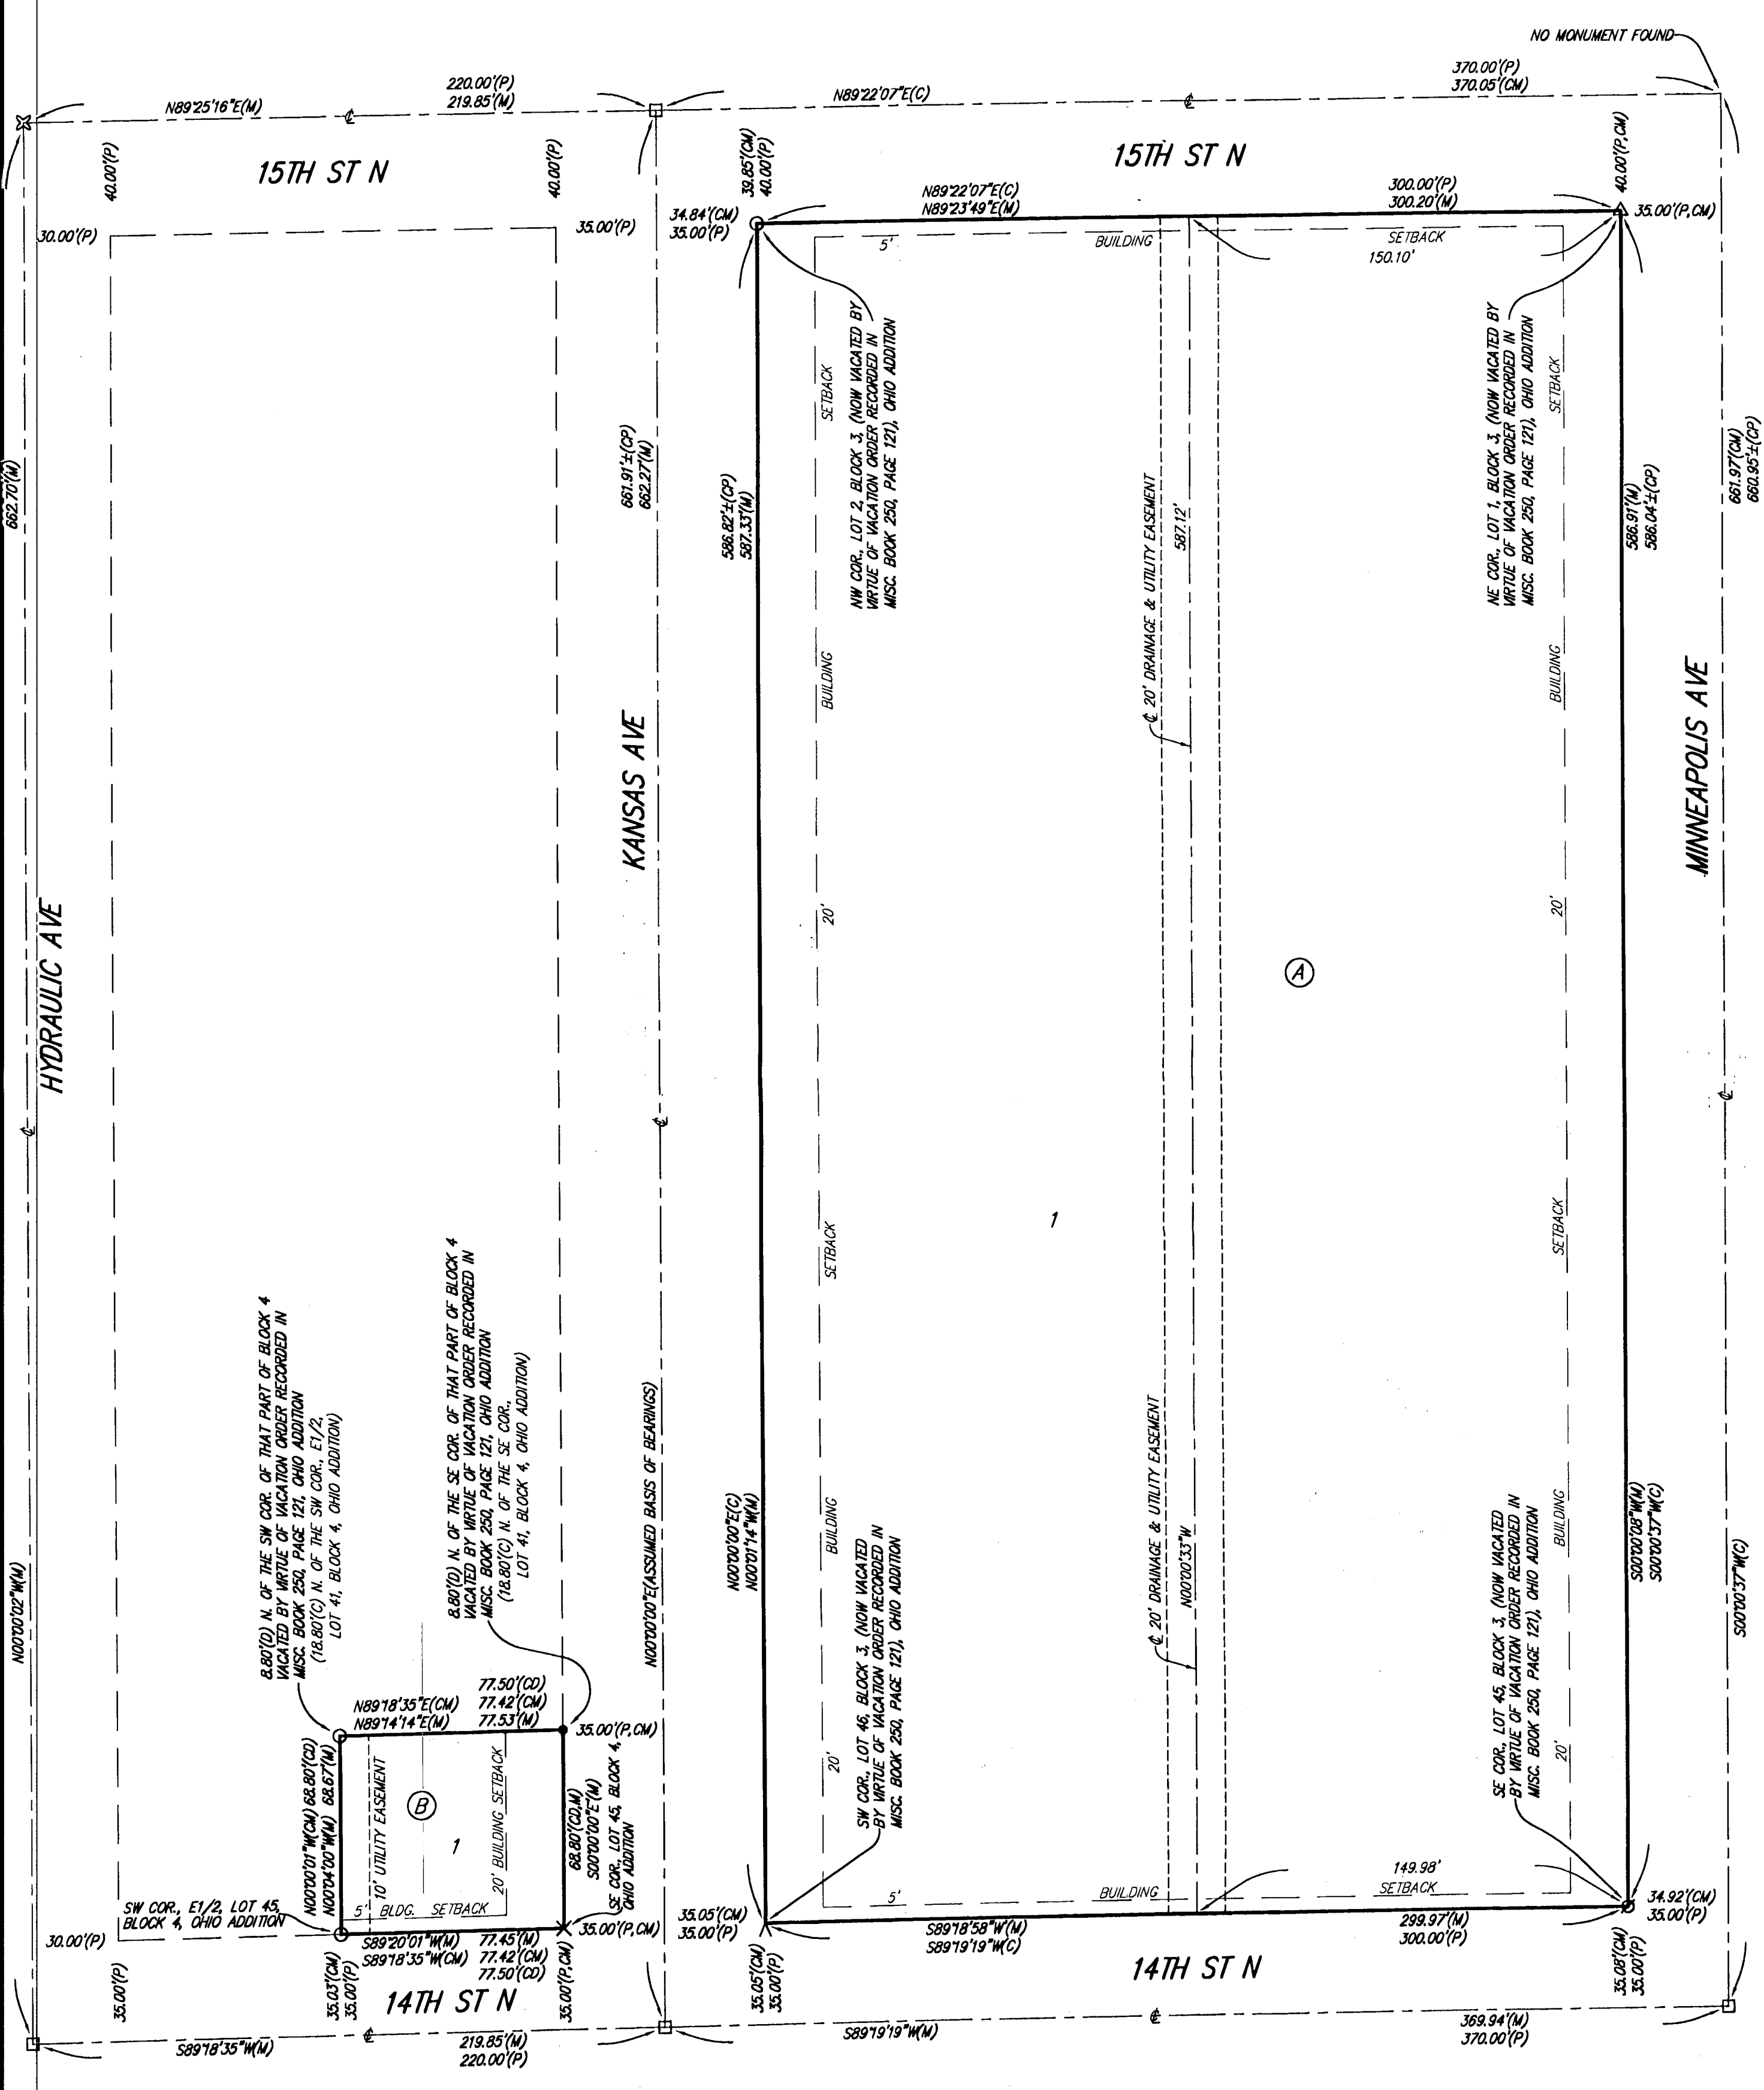 NO MONUMENT FOUND
N89°25'16"E(M)
220.00'(P)
219.85'(M)
N89°22'07"E(C)
370.00'(P)
370.05'(CM)
40.00'(P)
15TH ST N
40.00'(P)
39.85'(CM)
40.00'(P)
15TH ST N
40.00'(P,CM)
30.00'(P)
35.00'(P)
34.84'(CM)
35.00'(P)
N89°22'07"E(C)
N89°23'49"E(M)
300.00'(P)
300.20'(M)
35.00'(P,CM)
5'
BUILDING
SETBACK
150.10'
NW COR., LOT 2, BLOCK 3, (NOW VACATED BY
VIRTUE OF VACATION ORDER RECORDED IN
MISC. BOOK 250, PAGE 121), OHIO ADDITION
NE COR., LOT 1, BLOCK 3, (NOW VACATED BY
VIRTUE OF VACATION ORDER RECORDED IN
MISC. BOOK 250, PAGE 121), OHIO ADDITION
SETBACK
SETBACK
662.70'(M)
661.91'±(CP)
662.27'(M)
586.82'±(CP)
587.33'(M)
℄ 20' DRAINAGE & UTILITY EASEMENT
587.12'
586.91'(M)
586.04'±(CP)
661.97'(CM)
660.95'±(CP)
BUILDING
BUILDING
HYDRAULIC AVE
KANSAS AVE
MINNEAPOLIS AVE
20'
20'
A
1
SETBACK
SETBACK
8.80'(D) N. OF THE SW COR. OF THAT PART OF BLOCK 4
VACATED BY VIRTUE OF VACATION ORDER RECORDED IN
MISC. BOOK 250, PAGE 121, OHIO ADDITION
(18.80'(C) N. OF THE SW COR., E1/2,
LOT 41, BLOCK 4, OHIO ADDITION)
8.80'(D) N. OF THE SE COR. OF THAT PART OF BLOCK 4
VACATED BY VIRTUE OF VACATION ORDER RECORDED IN
MISC. BOOK 250, PAGE 121, OHIO ADDITION
(18.80'(C) N. OF THE SE COR.,
LOT 41, BLOCK 4, OHIO ADDITION)
N00°00'02"W(M)
N00°00'00"E(ASSUMED BASIS OF BEARINGS)
N00°00'00"E(C)
N00°01'14"W(M)
BUILDING
℄ 20' DRAINAGE & UTILITY EASEMENT
N00°00'33"W
BUILDING
S00°00'08"W(M)
S00°00'37"W(C)
S00°00'37"W(C)
SW COR., LOT 46, BLOCK 3, (NOW VACATED
BY VIRTUE OF VACATION ORDER RECORDED IN
MISC. BOOK 250, PAGE 121), OHIO ADDITION
SE COR., LOT 45, BLOCK 3, (NOW VACATED
BY VIRTUE OF VACATION ORDER RECORDED IN
MISC. BOOK 250, PAGE 121), OHIO ADDITION
20'
20'
N89°18'35"E(CM)
N89°14'14"E(M)
77.50'(CD)
77.42'(CM)
77.53'(M)
35.00'(P,CM)
N00°00'01"W(CM) 68.80'(CD)
N00°04'00"W(M) 68.67'(M)
10' UTILITY EASEMENT
B
1
20' BUILDING SETBACK
68.80'(CD,M)
S00°00'00"E(M)
SE COR., LOT 45, BLOCK 4,
OHIO ADDITION
SW COR., E1/2, LOT 45,
BLOCK 4, OHIO ADDITION
5' BLDG. SETBACK
30.00'(P)
S89°20'01"W(M) 77.45'(M)
S89°18'35"W(CM) 77.42'(CM)
77.50'(CD)
35.00'(P,CM)
35.05'(CM)
35.00'(P)
5'
BUILDING
149.98'
SETBACK
S89°18'58"W(M)
S89°19'19"W(C)
299.97'(M)
300.00'(P)
34.92'(CM)
35.00'(P)
35.00'(P)
35.03'(CM)
35.00'(P)
14TH ST N
35.00'(P,CM)
35.05'(CM)
35.00'(P)
14TH ST N
35.08'(CM)
35.00'(P)
S89°18'35"W(M)
219.85'(M)
220.00'(P)
S89°19'19"W(M)
369.94'(M)
370.00'(P)